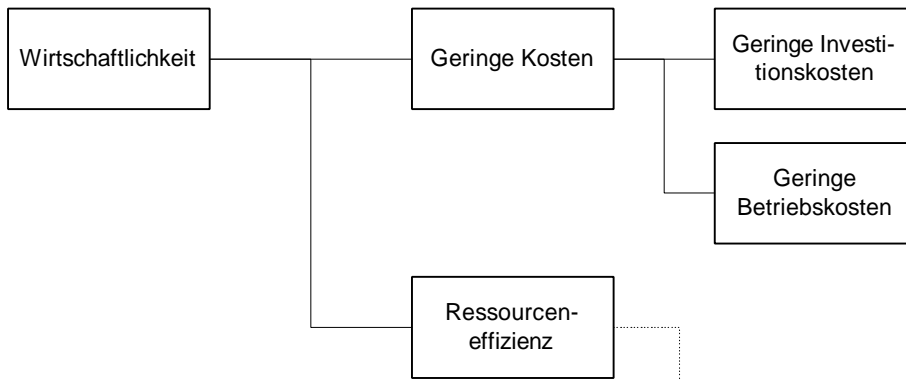 Wirtschaftlichkeit
Geringe Kosten
Geringe Investi-
tionskosten
Geringe
Betriebskosten
Ressourcen-
effizienz